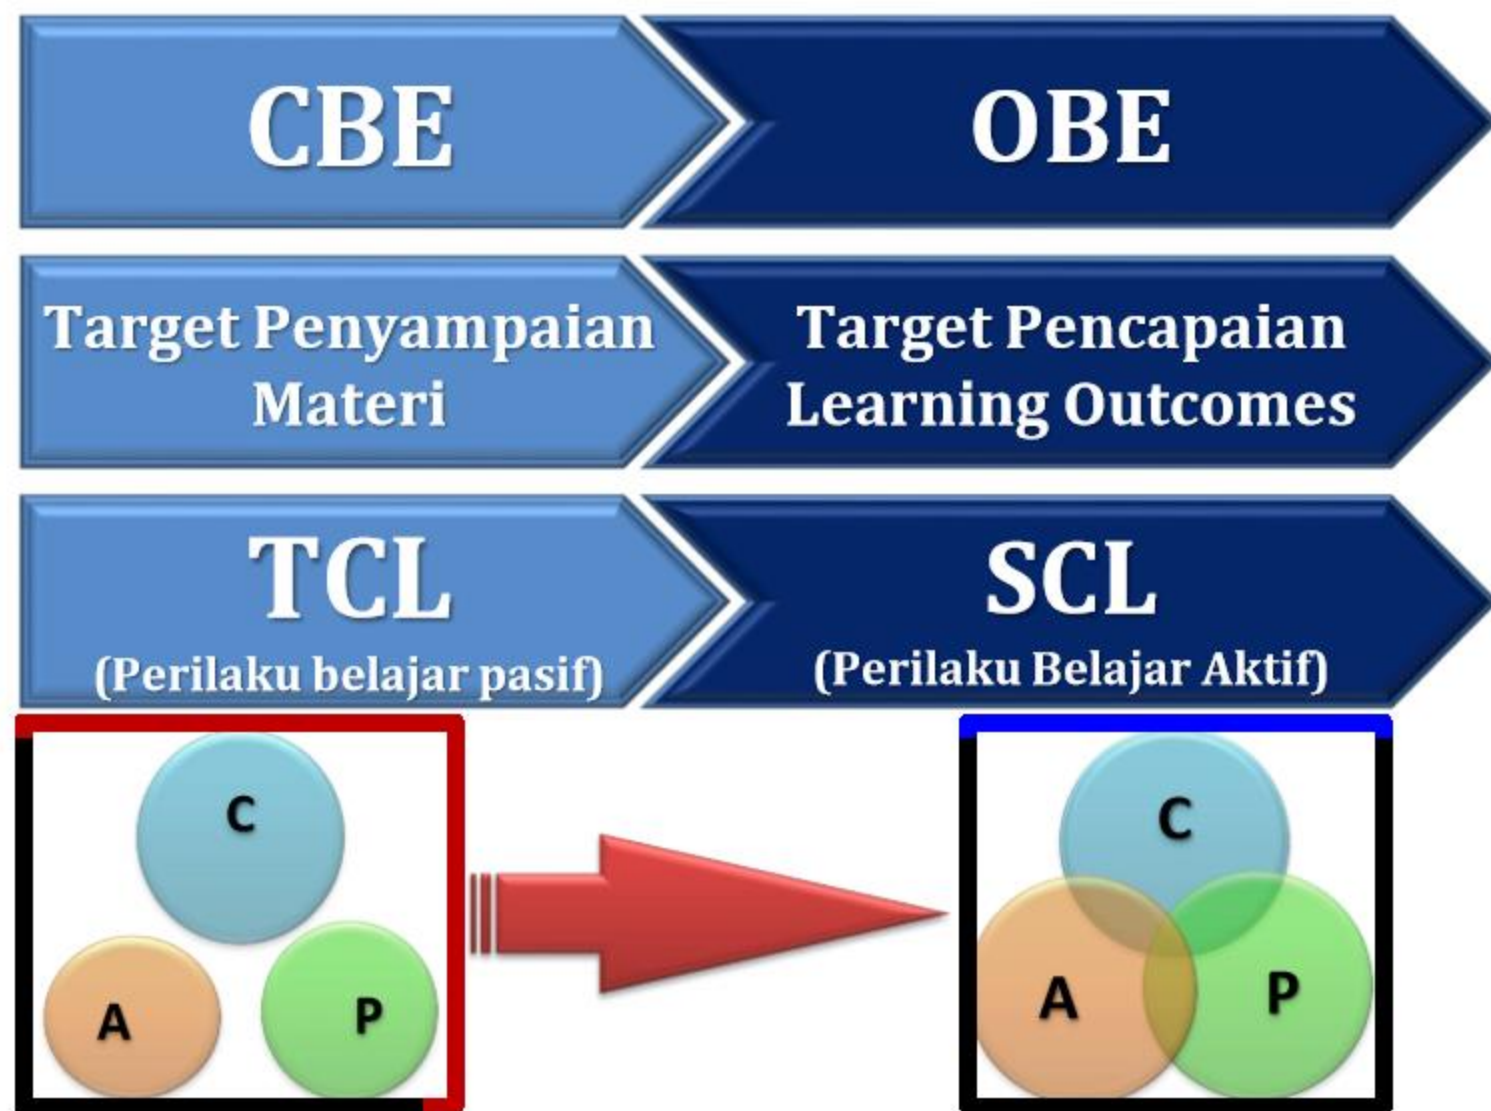 CBE
OBE
Target Penyampaian
Materi
Target Pencapaian
Learning Outcomes
TCL
(Perilaku belajar pasif)
SCL
(Perilaku Belajar Aktif)
C
A
P
C
A
P